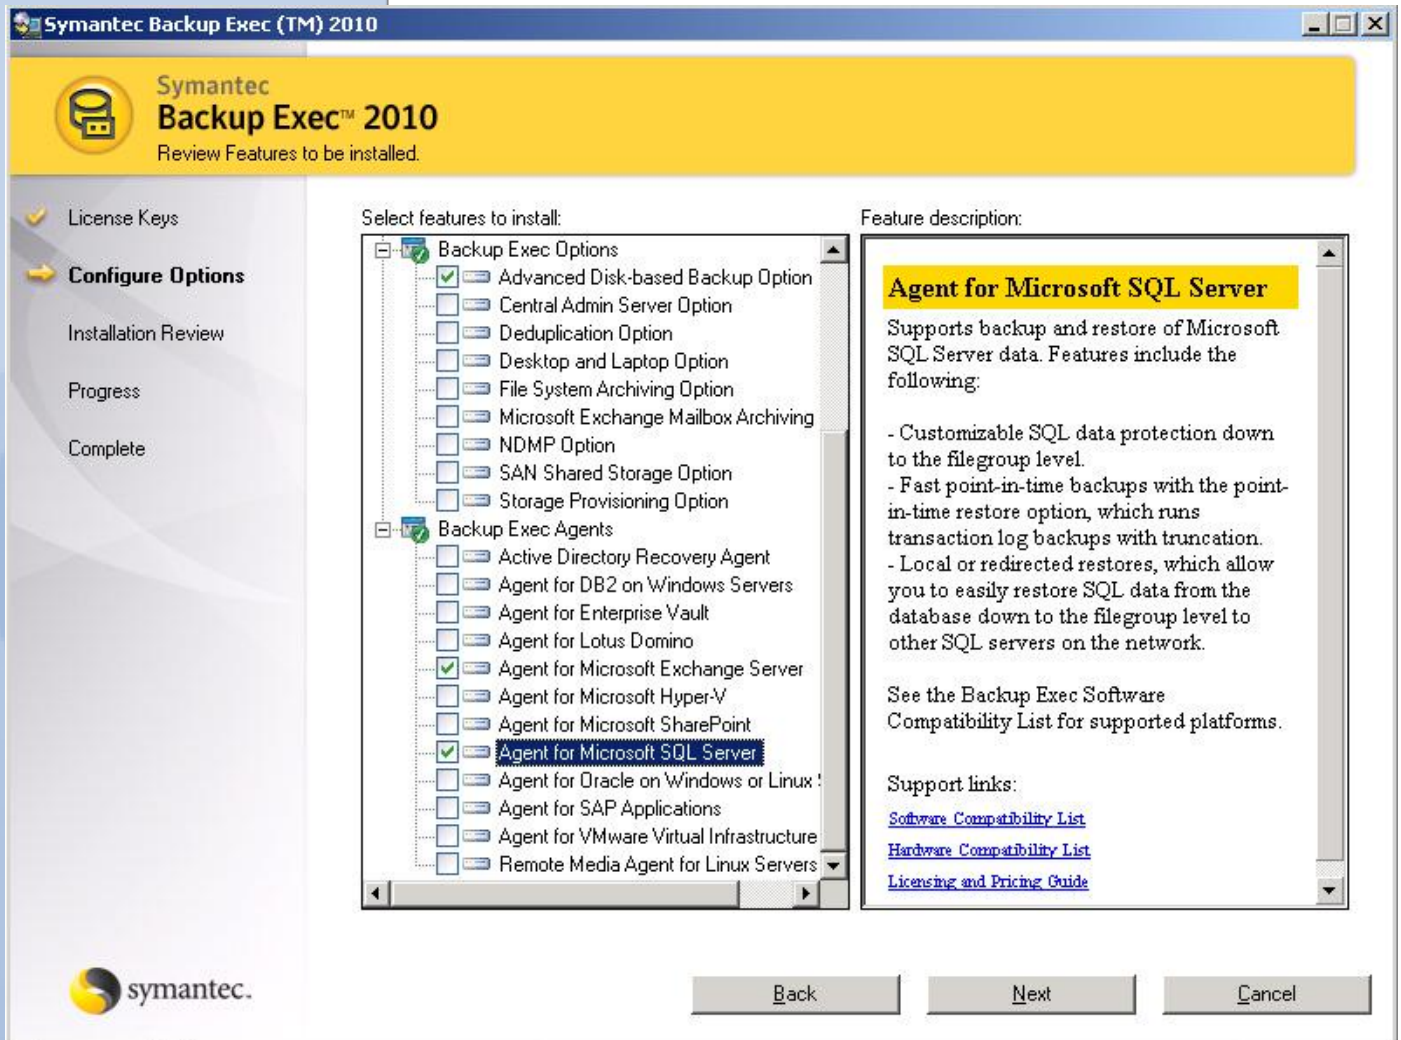 Symantec Backup Exec (TM) 2010
Symantec
Backup Exec™ 2010
Review Features to be installed.
License Keys
Configure Options
Installation Review
Progress
Complete
Select features to install:
Backup Exec Options
Advanced Disk-based Backup Option
Central Admin Server Option
Deduplication Option
Desktop and Laptop Option
File System Archiving Option
Microsoft Exchange Mailbox Archiving
NDMP Option
SAN Shared Storage Option
Storage Provisioning Option
Backup Exec Agents
Active Directory Recovery Agent
Agent for DB2 on Windows Servers
Agent for Enterprise Vault
Agent for Lotus Domino
Agent for Microsoft Exchange Server
Agent for Microsoft Hyper-V
Agent for Microsoft SharePoint
Agent for Microsoft SQL Server
Agent for Oracle on Windows or Linux
Agent for SAP Applications
Agent for VMware Virtual Infrastructure
Remote Media Agent for Linux Servers
Feature description:
Agent for Microsoft SQL Server
Supports backup and restore of Microsoft
SQL Server data. Features include the
following:
- Customizable SQL data protection down
to the filegroup level.
- Fast point-in-time backups with the point-
in-time restore option, which runs
transaction log backups with truncation.
- Local or redirected restores, which allow
you to easily restore SQL data from the
database down to the filegroup level to
other SQL servers on the network.
See the Backup Exec Software
Compatibility List for supported platforms.
Support links:
Software Compatibility List
Hardware Compatibility List
Licensing and Pricing Guide
symantec.
Back
Next
Cancel